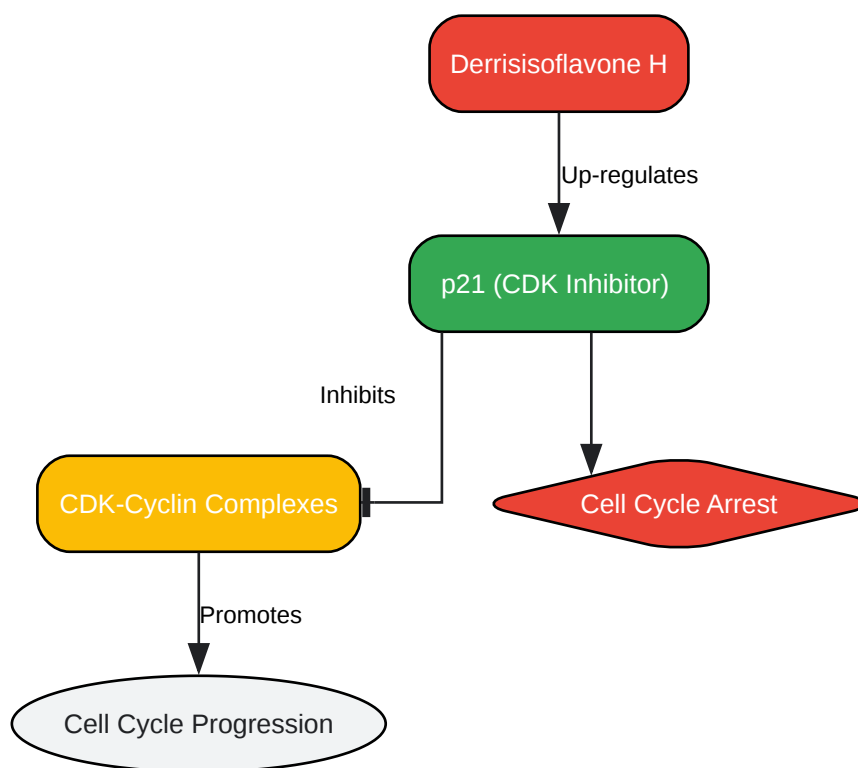 Derrisisoflavone H
Up-regulates
p21 (CDK Inhibitor)
Inhibits
CDK-Cyclin Complexes
Cell Cycle Arrest
Promotes
Cell Cycle Progression